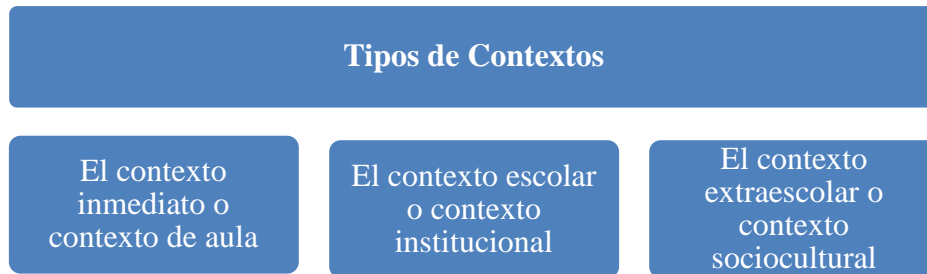 Tipos de Contextos
El contexto
inmediato o
contexto de aula
El contexto escolar
o contexto
institucional
El contexto
extraescolar o
contexto
sociocultural